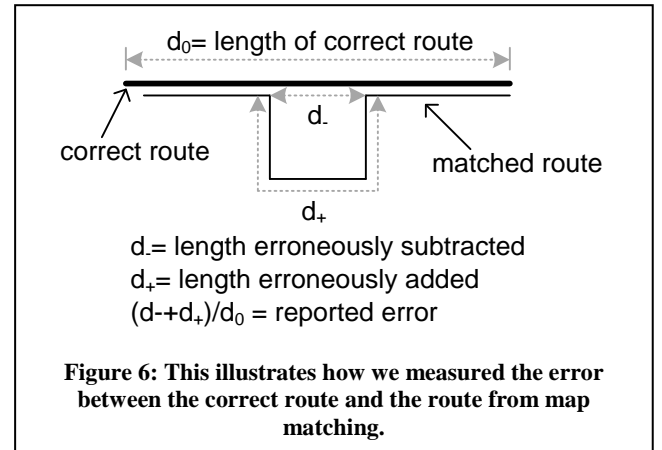 d₀= length of correct route
d₋
correct route
matched route
d₊
d₋= length erroneously subtracted
d₊= length erroneously added
(d-+d₊)/d₀ = reported error
Figure 6: This illustrates how we measured the error
between the correct route and the route from map
matching.